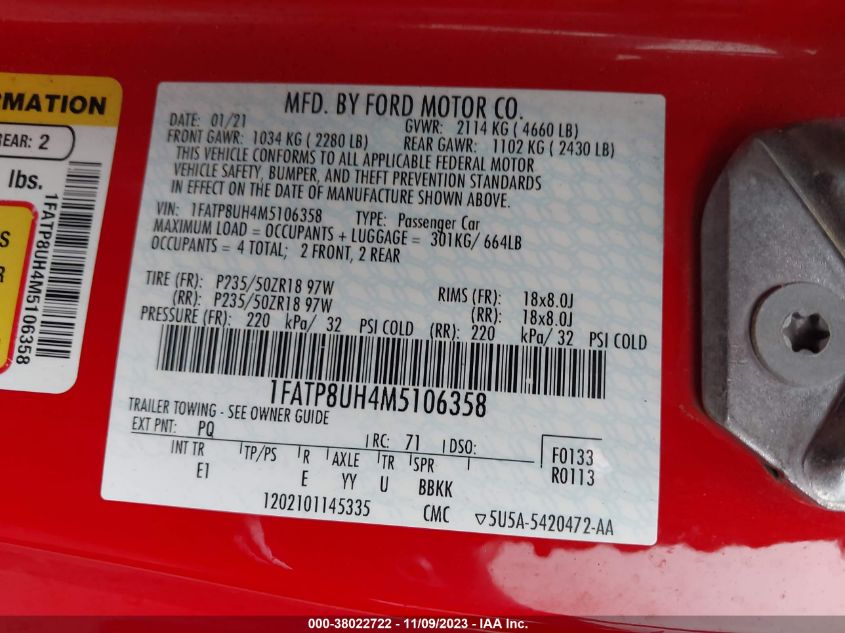 RMATION
REAR: 2
lbs.
S
R
1FATP8UH4M5106358
MFD. BY FORD MOTOR CO.
DATE: 01/21
GVWR: 2114 KG ( 4660 LB)
FRONT GAWR: 1034 KG ( 2280 LB)
REAR GAWR: 1102 KG ( 2430 LB)
THIS VEHICLE CONFORMS TO ALL APPLICABLE FEDERAL MOTOR
VEHICLE SAFETY, BUMPER, AND THEFT PREVENTION STANDARDS
IN EFFECT ON THE DATE OF MANUFACTURE SHOWN ABOVE.
VIN: 1FATP8UH4M5106358 TYPE: Passenger Car
MAXIMUM LOAD = OCCUPANTS + LUGGAGE = 301KG/ 664LB
OCCUPANTS = 4 TOTAL; 2 FRONT, 2 REAR
TIRE (FR): P235/50ZR18 97W RIMS (FR): 18x8.0J
(RR): P235/50ZR18 97W (RR): 18x8.0J
PRESSURE (FR): 220 kPa/ 32 PSI COLD (RR): 220 kPa/ 32 PSI COLD
1FATP8UH4M5106358
TRAILER TOWING - SEE OWNER GUIDE
EXT PNT: PQ RC: 71 DSO: F0133
INT TR TP/PS R AXLE TR SPR R0113
E1 E YY U BBKK
1202101145335 CMC ▽5U5A-5420472-AA
000-38022722 - 11/09/2023 - IAA Inc.